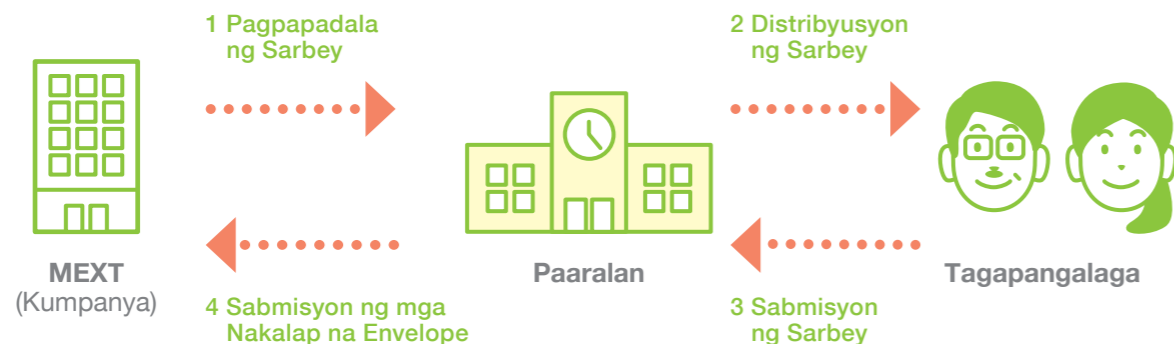 1 Pagpapadala
ng Sarbey
2 Distribyusyon
ng Sarbey
MEXT
(Kumpanya)
Paaralan
Tagapangalaga
4 Sabmisyon ng mga
Nakalap na Envelope
3 Sabmisyon
ng Sarbey